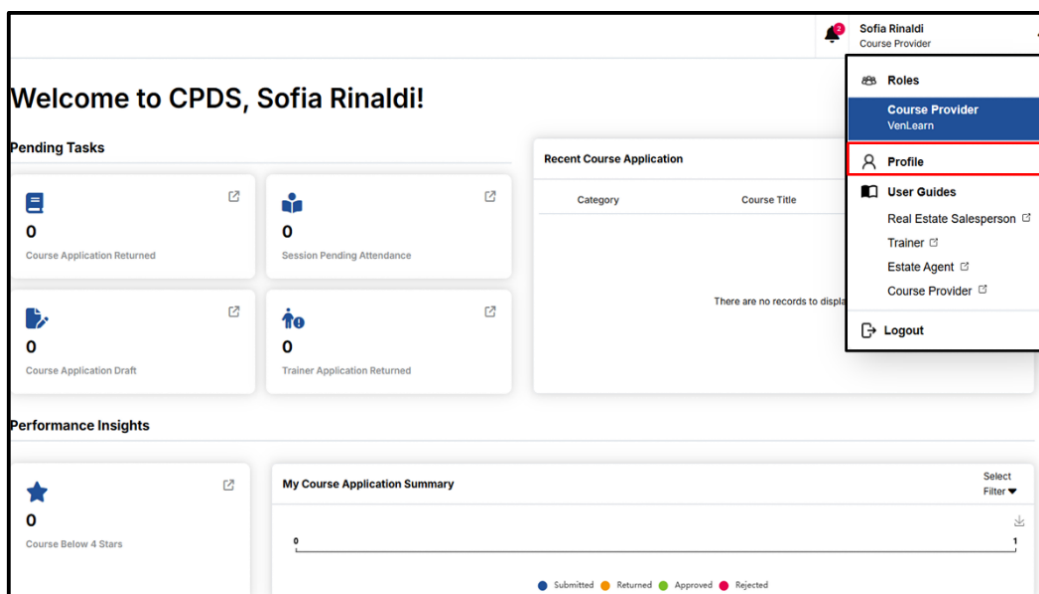 2
Sofia Rinaldi
Course Provider
Welcome to CPDS, Sofia Rinaldi!
Roles
Course Provider
VenLearn
Profile
User Guides
Real Estate Salesperson
Trainer
Estate Agent
Course Provider
Logout
Pending Tasks
0
Course Application Returned
0
Session Pending Attendance
0
Course Application Draft
0
Trainer Application Returned
Recent Course Application
Category Course Title
There are no records to displa
Performance Insights
0
Course Below 4 Stars
My Course Application Summary
Select
Filter
0 1
Submitted Returned Approved Rejected